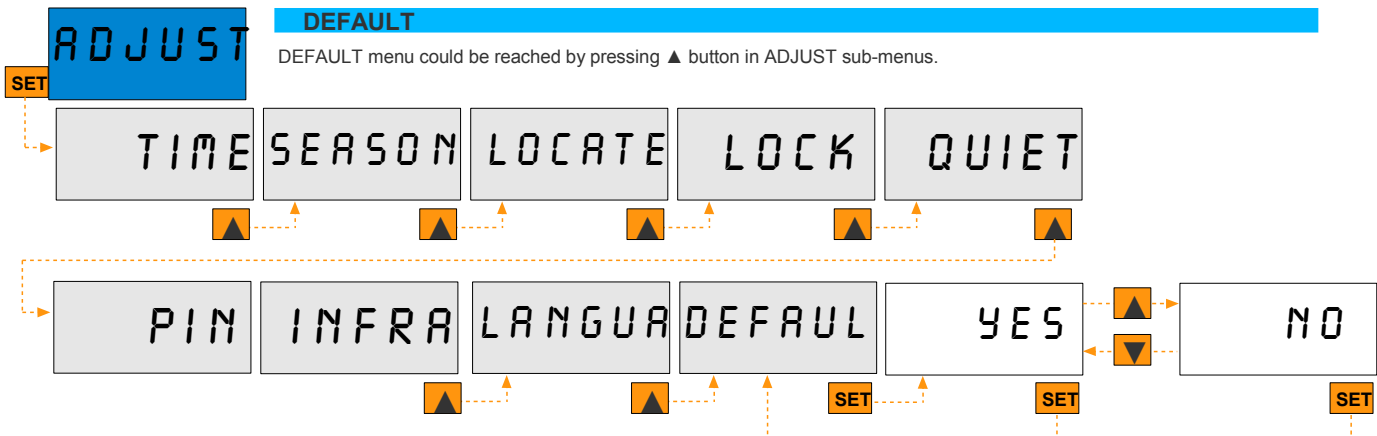 ADJUST
DEFAULT
DEFAULT menu could be reached by pressing ▲ button in ADJUST sub-menus.
SET
TIME SEASON LOCATE LOCK QUIET
▲ ▲ ▲ ▲ ▲
PIN INFRA LANGUA DEFAUL YES ▲ ▼ NO
▲ ▲ SET SET SET